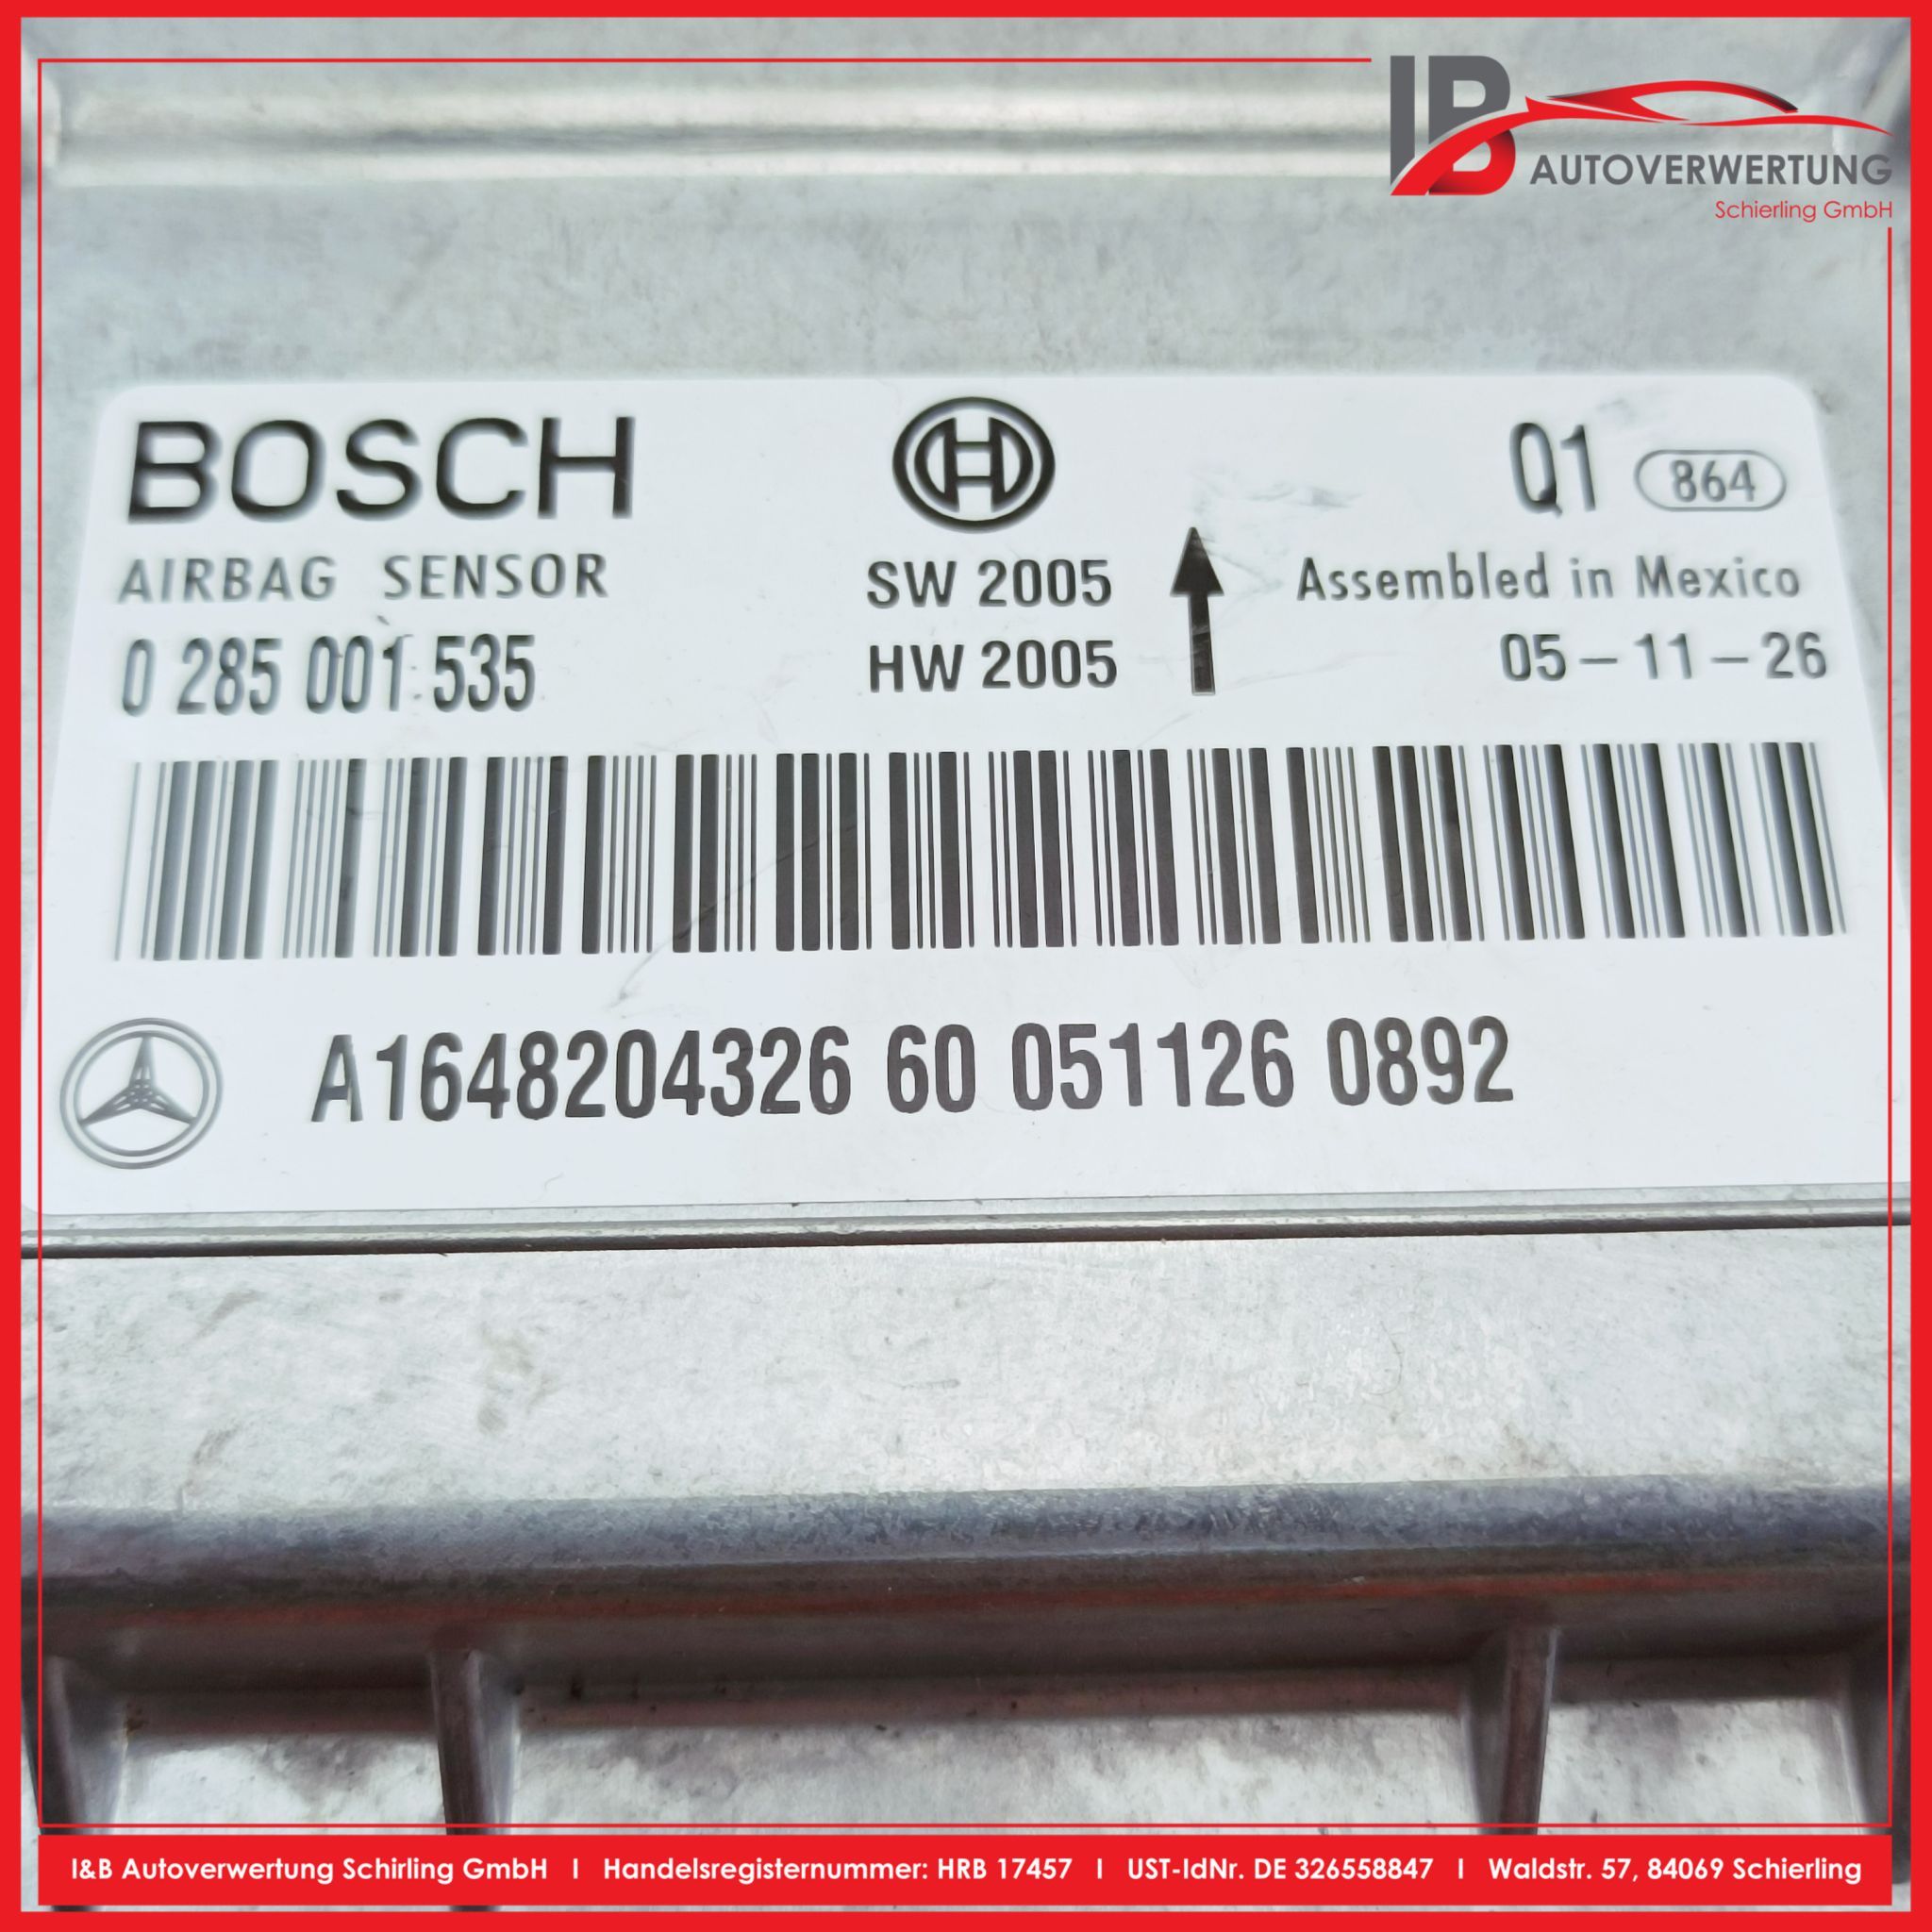 IB
AUTOVERWERTUNG
Schierling GmbH
BOSCH
Q1 864
AIRBAG SENSOR
SW 2005
Assembled in Mexico
0 285 001 535
HW 2005
05-11-26
A1648204326 60 051126 0892
I&B Autoverwertung Schirling GmbH I Handelsregisternummer: HRB 17457 I UST-IdNr. DE 326558847 I Waldstr. 57, 84069 Schierling